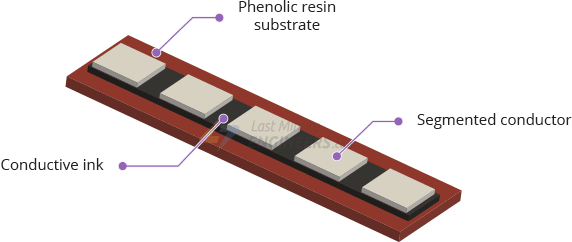 Phenolic resin
substrate
Segmented conductor
Conductive ink